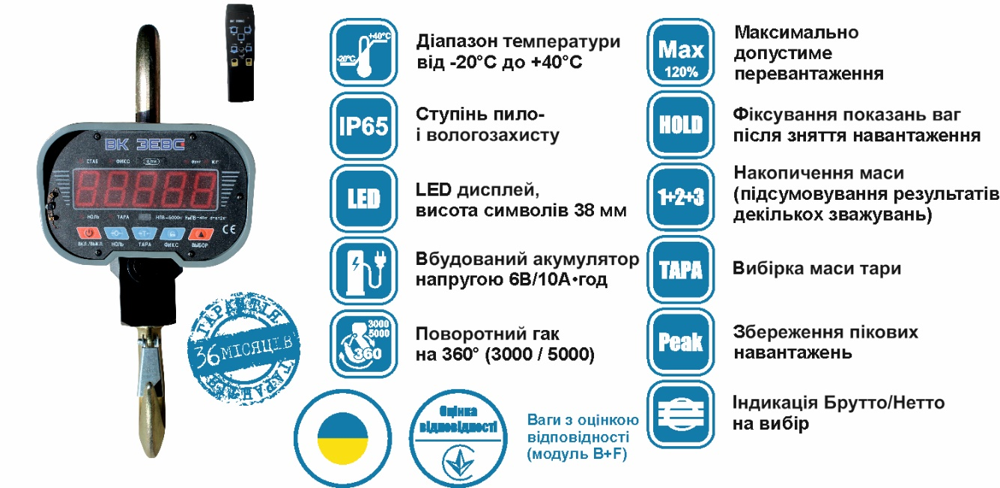 ВК ЗЕВС
СТАБ ФИКС КГ
88888
НОЛЬ ТАРА
ВКЛ./ВЫКЛ. НОЛЬ ТАРА ФИКС ВЫБОР
CE
ГАРАНТІЯ
36 МІСЯЦІВ
ГАРАНТІЯ
+40°C
-20°C
Діапазон температури
від -20°C до +40°C
IP65
Ступінь пило-
і вологозахисту
LED
LED дисплей,
висота символів 38 мм
Вбудований акумулятор
напругою 6В/10А•год
3000
5000
360
Поворотний гак
на 360° (3000 / 5000)
Оцінка
відповідності
Ваги з оцінкою
відповідності
(модуль B+F)
Max
120%
Максимально
допустиме
перевантаження
HOLD
Фіксування показань ваг
після зняття навантаження
1+2+3
Накопичення маси
(підсумовування результатів
декількох зважувань)
ТАРА
Вибірка маси тари
Peak
Збереження пікових
навантажень
Індикація Брутто/Нетто
на вибір